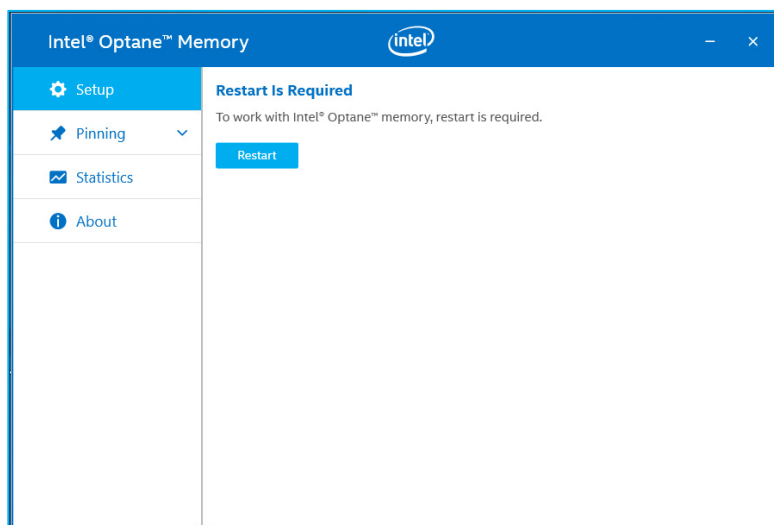 Intel® Optane™ Memory
intel
Setup
Pinning
Statistics
About
Restart Is Required
To work with Intel® Optane™ memory, restart is required.
Restart